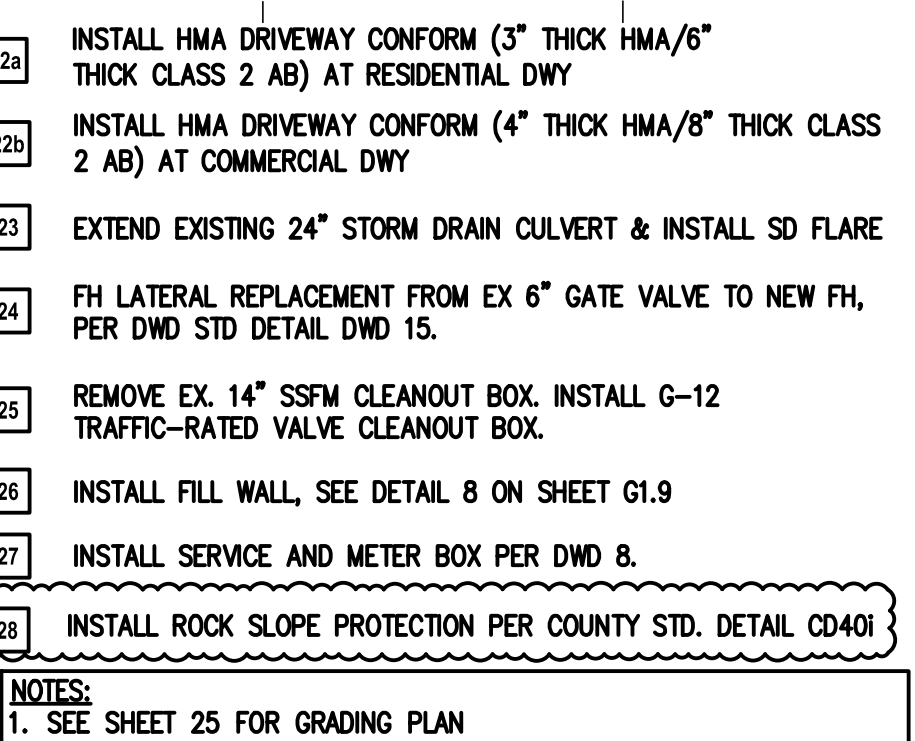 2a INSTALL HMA DRIVEWAY CONFORM (3" THICK HMA/6"
THICK CLASS 2 AB) AT RESIDENTIAL DWY
22b INSTALL HMA DRIVEWAY CONFORM (4" THICK HMA/8" THICK CLASS
2 AB) AT COMMERCIAL DWY
23 EXTEND EXISTING 24" STORM DRAIN CULVERT & INSTALL SD FLARE
24 FH LATERAL REPLACEMENT FROM EX 6" GATE VALVE TO NEW FH,
PER DWD STD DETAIL DWD 15.
25 REMOVE EX. 14" SSFM CLEANOUT BOX. INSTALL G-12
TRAFFIC-RATED VALVE CLEANOUT BOX.
26 INSTALL FILL WALL, SEE DETAIL 8 ON SHEET G1.9
27 INSTALL SERVICE AND METER BOX PER DWD 8.
28 INSTALL ROCK SLOPE PROTECTION PER COUNTY STD. DETAIL CD40i
NOTES:
1. SEE SHEET 25 FOR GRADING PLAN